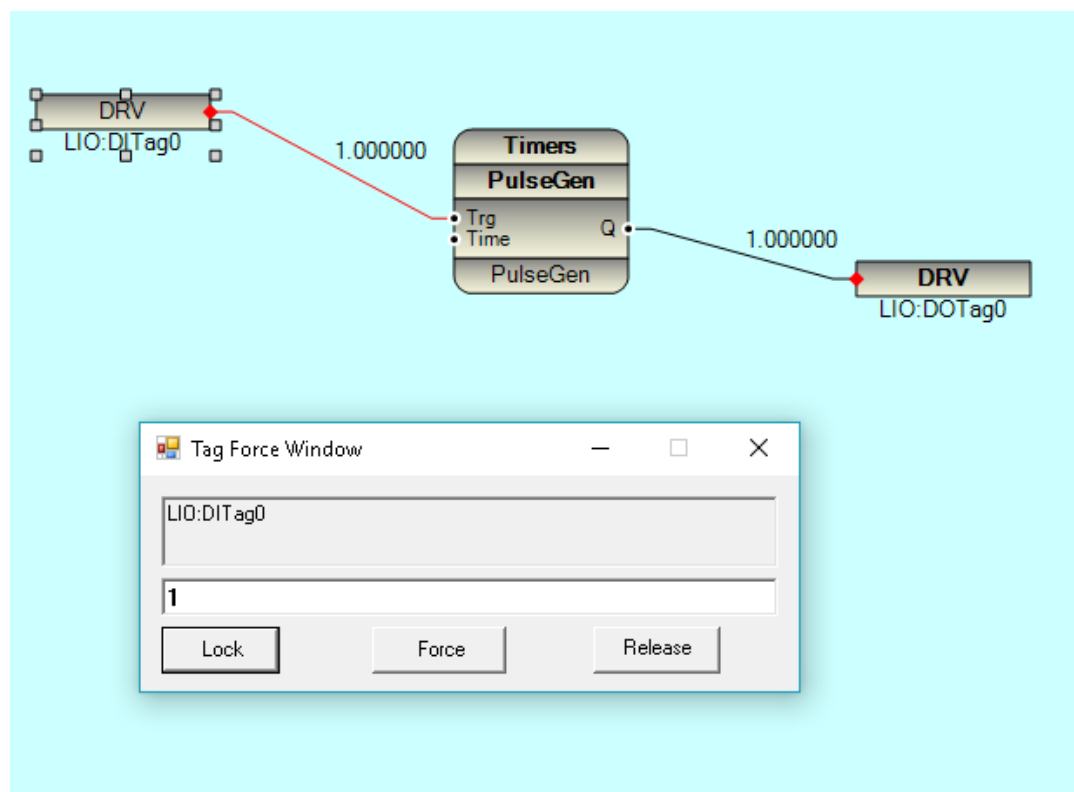 DRV
LIO:DITag0
1.000000
Timers
PulseGen
Trg
Time
Q
PulseGen
1.000000
DRV
LIO:DOTag0
Tag Force Window
LIO:DITag0
1
Lock Force Release